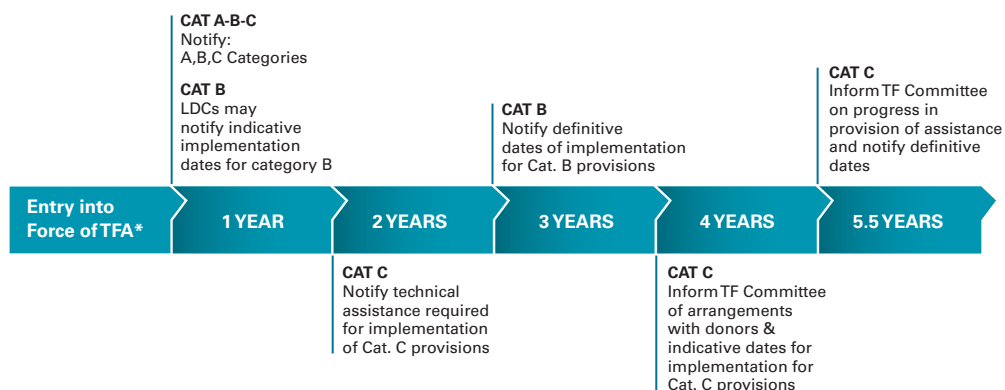 CAT A-B-C
Notify:
A,B,C Categories
CAT B
LDCs may
notify indicative
implementation
dates for category B
CAT B
Notify definitive
dates of implementation
for Cat. B provisions
CAT C
Inform TF Committee
on progress in
provision of assistance
and notify definitive
dates
Entry into
Force of TFA*
1 YEAR
2 YEARS
3 YEARS
4 YEARS
5.5 YEARS
CAT C
Notify technical
assistance required
for implementation
of Cat. C provisions
CAT C
Inform TF Committee
of arrangements
with donors &
indicative dates for
implementation for
Cat. C provisions